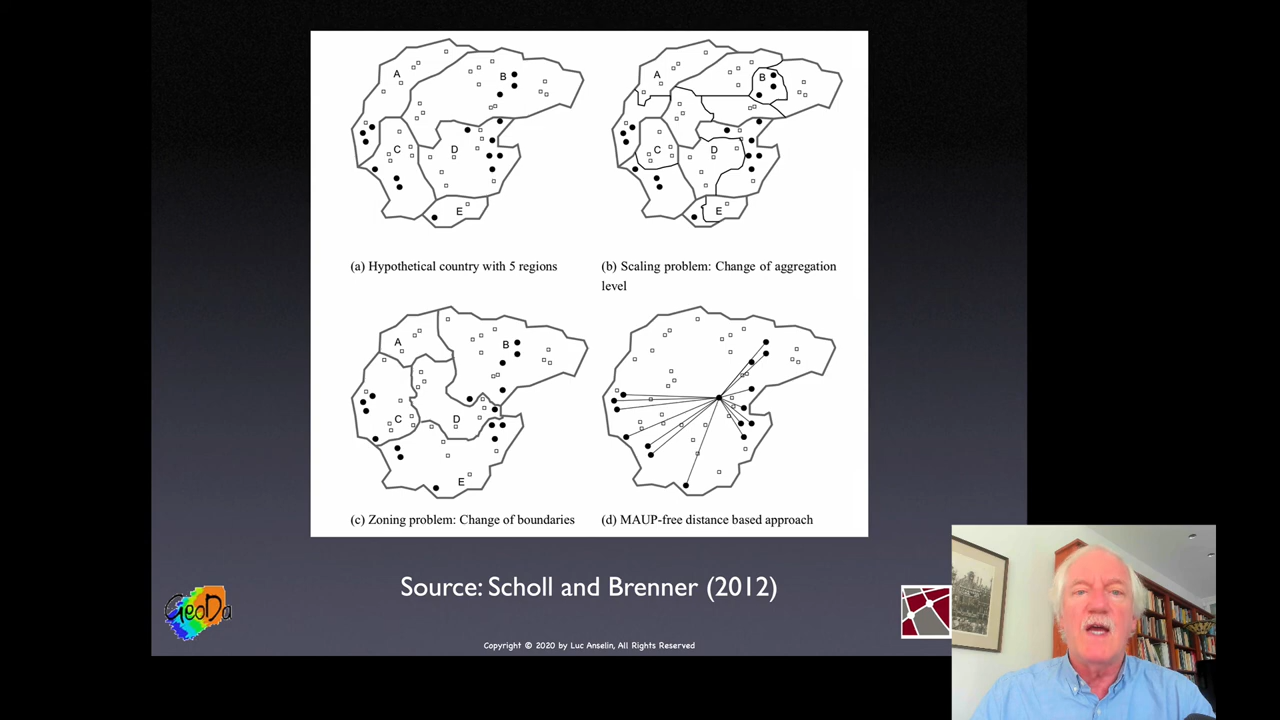 A
B
C
D
E
(a) Hypothetical country with 5 regions
A
B
C
D
E
(b) Scaling problem: Change of aggregation
level
A
B
C
D
E
(c) Zoning problem: Change of boundaries
(d) MAUP-free distance based approach
Source: Scholl and Brenner (2012)
GeoDa
Copyright © 2020 by Luc Anselin, All Rights Reserved